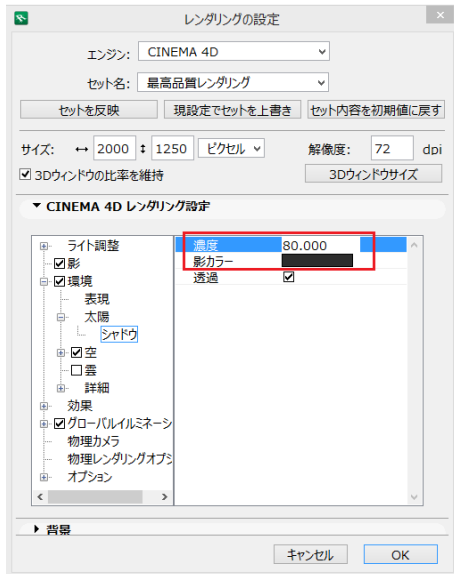 レンダリングの設定
エンジン: CINEMA 4D
セット名: 最高品質レンダリング
セットを反映 現設定でセットを上書き セット内容を初期値に戻す
サイズ: 2000 1250 ピクセル 解像度: 72 dpi
3Dウィンドウの比率を維持 3Dウィンドウサイズ
CINEMA 4D レンダリング設定
ライト調整 濃度 80.000
影 影カラー
環境 透過
表現
太陽
シャドウ
空
雲
詳細
効果
グローバルイルミネーシ
物理カメラ
物理レンダリングオプシ
オプション
背景
キャンセル OK